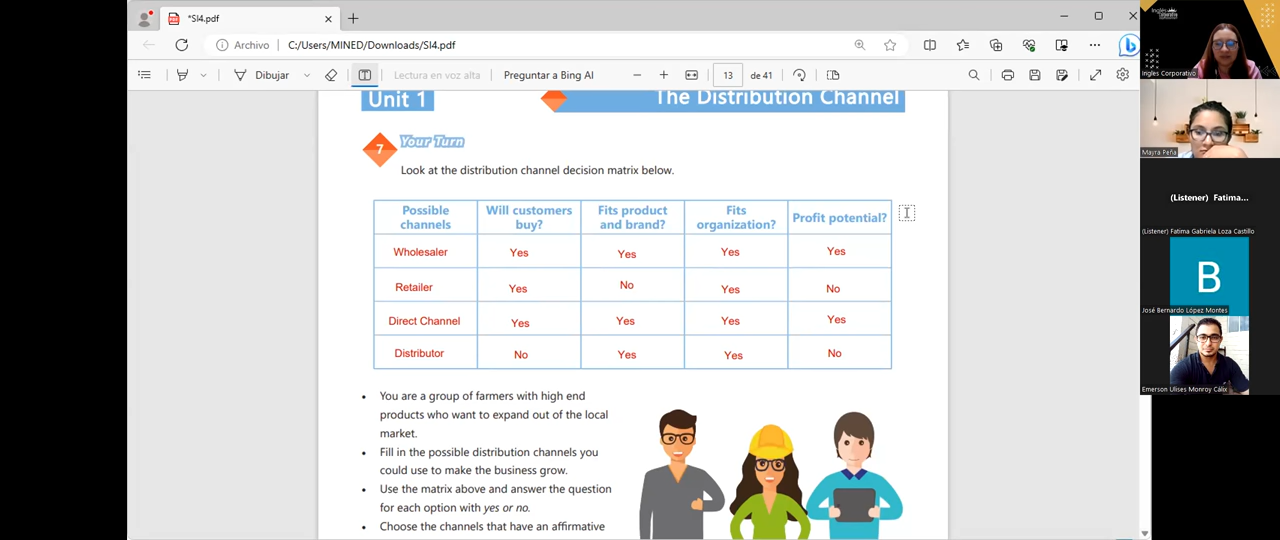 *SI4.pdf
Archivo
C:/Users/MINED/Downloads/SI4.pdf
Dibujar
Lectura en voz alta
Preguntar a Bing AI
13
de 41
Unit 1
The Distribution Channel
7
Your Turn
Look at the distribution channel decision matrix below.
Possible channels
Will customers buy?
Fits product and brand?
Fits organization?
Profit potential?
Wholesaler Yes Yes Yes Yes
Retailer Yes No Yes No
Direct Channel Yes Yes Yes Yes
Distributor No Yes Yes No
• You are a group of farmers with high end
products who want to expand out of the local
market.
• Fill in the possible distribution channels you
could use to make the business grow.
• Use the matrix above and answer the question
for each option with yes or no.
• Choose the channels that have an affirmative
Inglés
Ingles Corporativo
Mayra Peña
(Listener) Fatima...
(Listener) Fatima Gabriela Loza Castillo
B
José Bernardo López Montes
Emerson Ulises Monroy Cálix